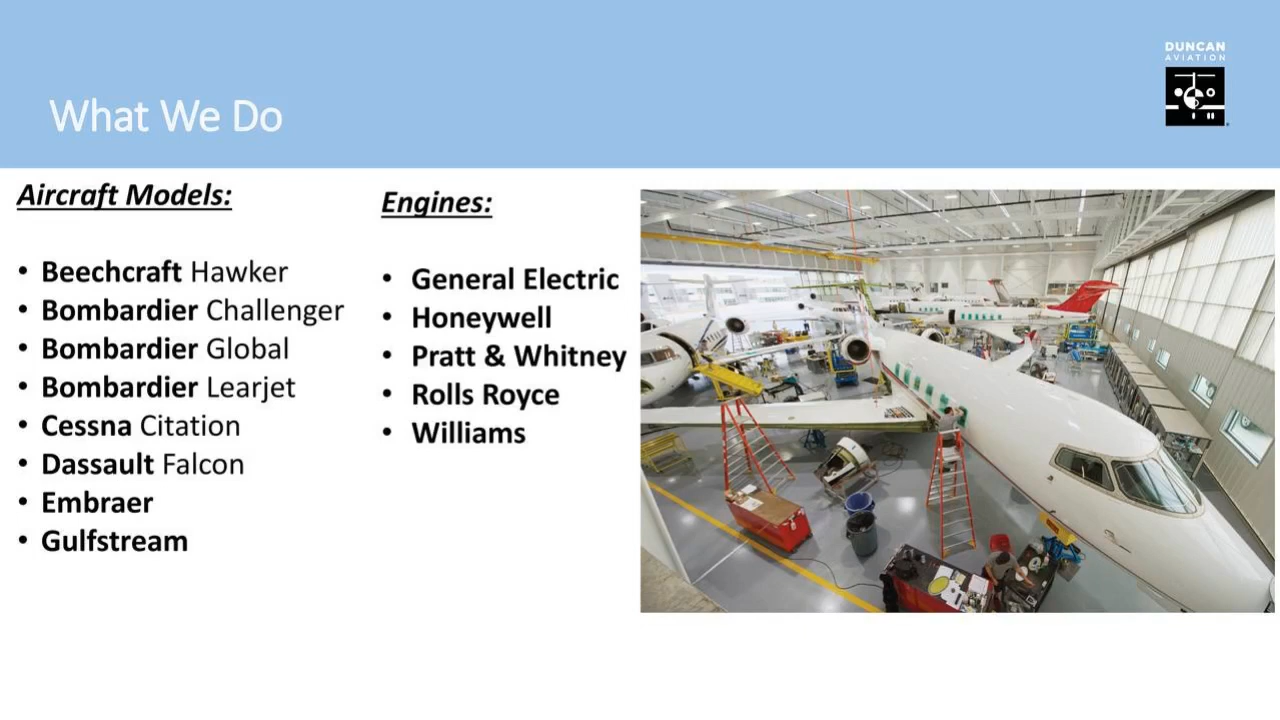 DUNCAN
AVIATION
What We Do
Aircraft Models:
• Beechcraft Hawker
• Bombardier Challenger
• Bombardier Global
• Bombardier Learjet
• Cessna Citation
• Dassault Falcon
• Embraer
• Gulfstream
Engines:
• General Electric
• Honeywell
• Pratt & Whitney
• Rolls Royce
• Williams